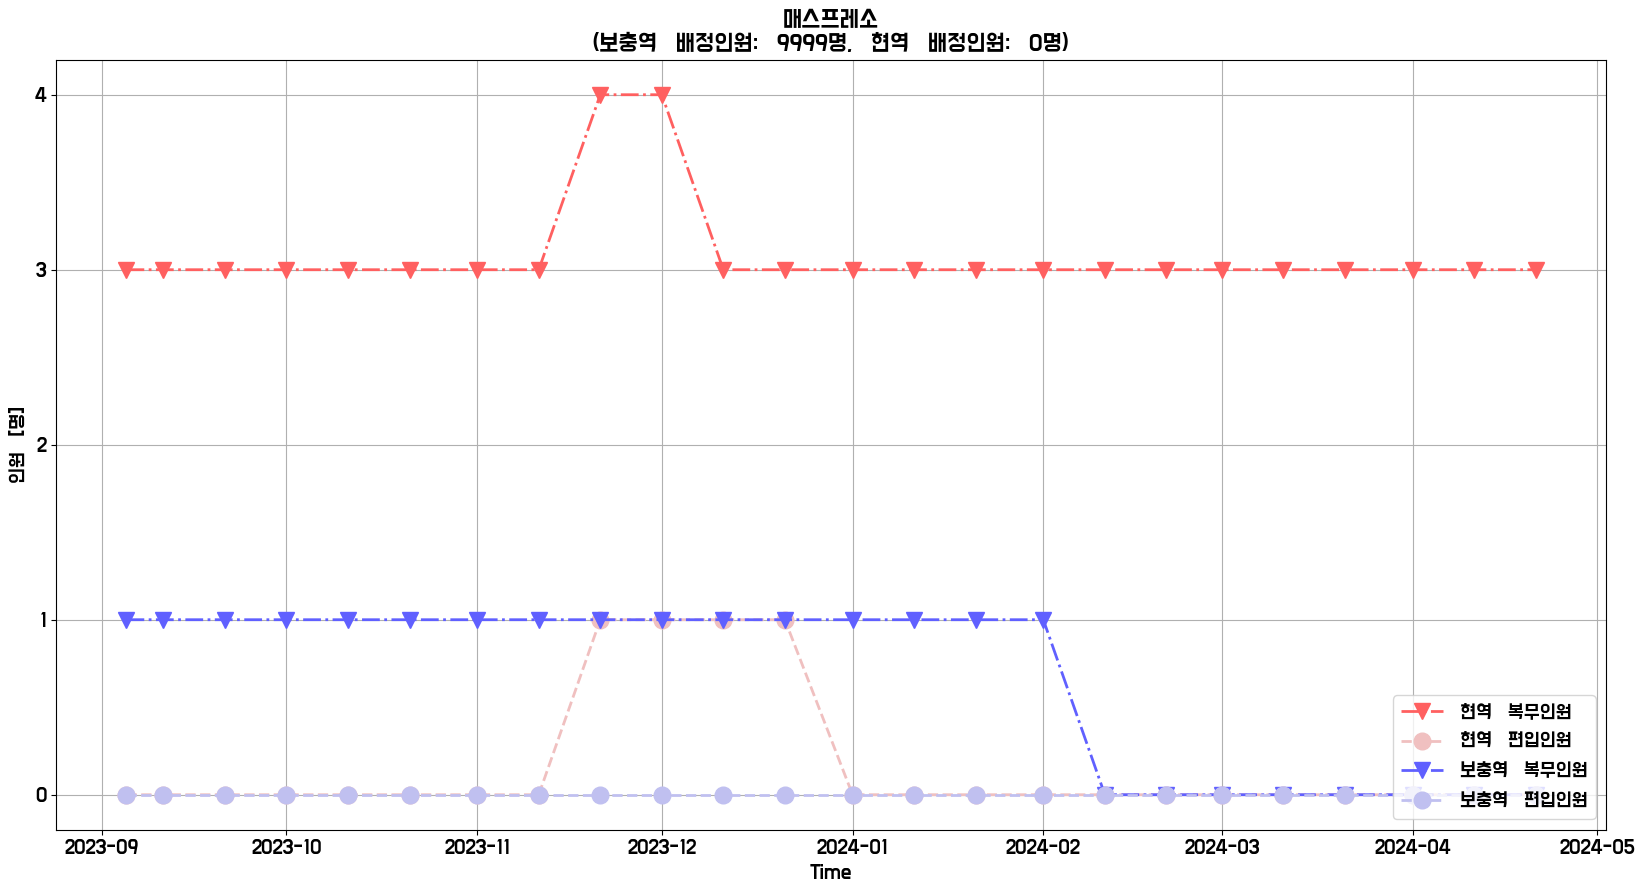 매스프레소
(보충역 배정인원: 9999명, 현역 배정인원: 0명)
4
3
2
1
0
인원 [명]
2023-09 2023-10 2023-11 2023-12 2024-01 2024-02 2024-03 2024-04 2024-05
Time
현역 복무인원
현역 편입인원
보충역 복무인원
보충역 편입인원